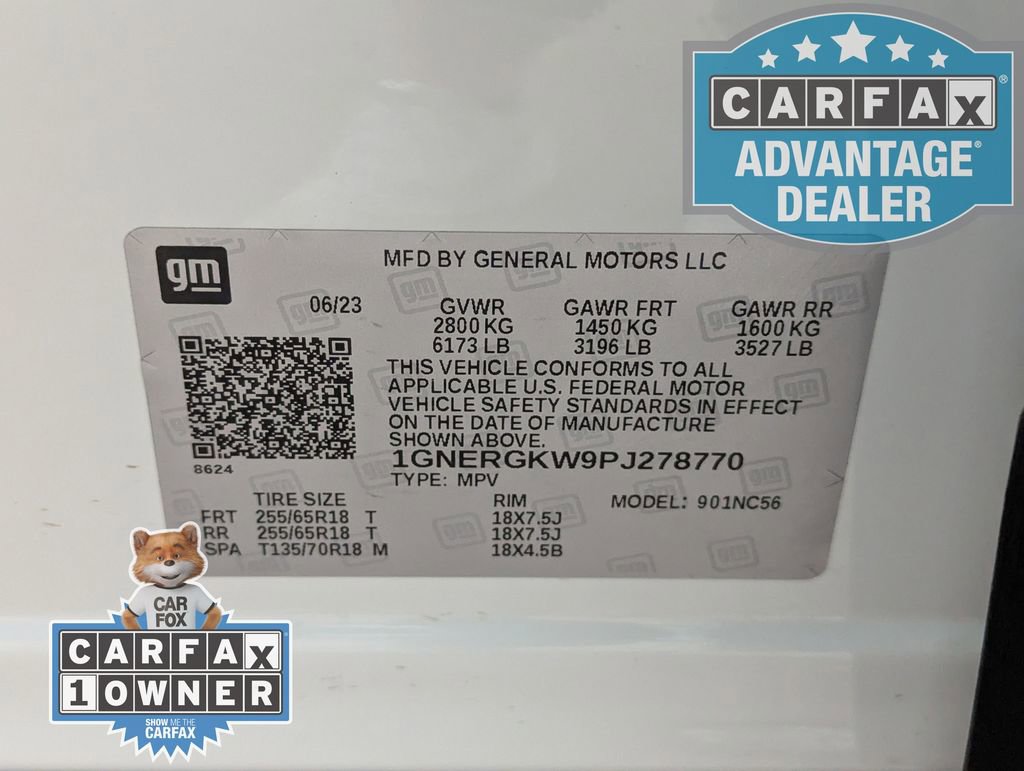 CARFAX®
ADVANTAGE®
DEALER
gm
MFD BY GENERAL MOTORS LLC
06/23 GVWR GAWR FRT GAWR RR
2800 KG 1450 KG 1600 KG
6173 LB 3196 LB 3527 LB
THIS VEHICLE CONFORMS TO ALL
APPLICABLE U.S. FEDERAL MOTOR
VEHICLE SAFETY STANDARDS IN EFFECT
ON THE DATE OF MANUFACTURE
SHOWN ABOVE.
8624
1GNERGKW9PJ278770
TYPE: MPV
TIRE SIZE RIM MODEL: 901NC56
FRT 255/65R18 T 18X7.5J
RR 255/65R18 T 18X7.5J
SPA T135/70R18 M 18X4.5B
CAR
FOX
CARFAX
1 OWNER
SHOW ME THE
CARFAX